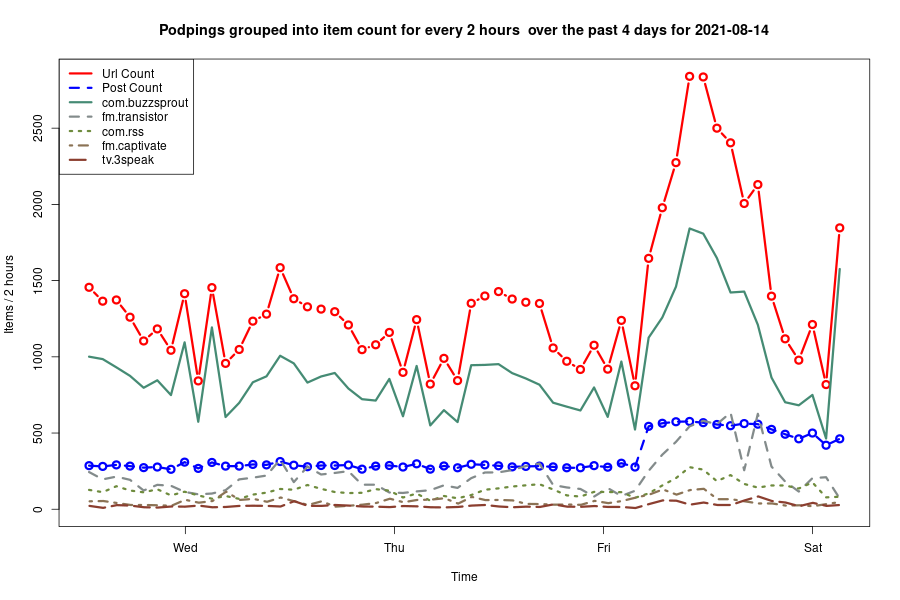 Podpings grouped into item count for every 2 hours  over the past 4 days for 2021-08-14
Url Count
Post Count
com.buzzsprout
fm.transistor
com.rss
fm.captivate
tv.3speak
Items / 2 hours
2500
2000
1500
1000
500
0
Wed
Thu
Fri
Sat
Time